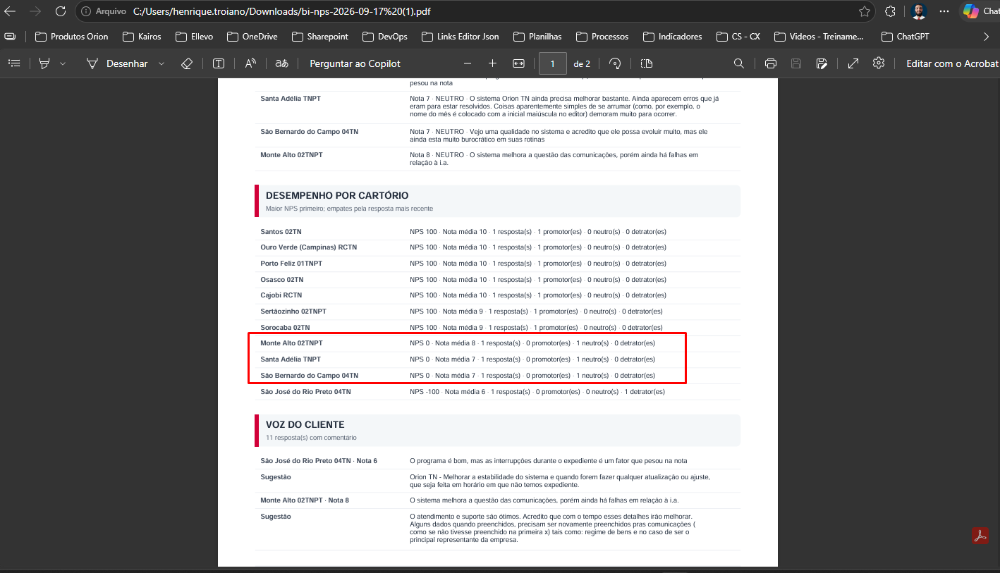 Arquivo C:/Users/henrique.troiano/Downloads/bi-nps-2026-09-17%20(1).pdf
Chat
Produtos Orion Kairos Ellevo OneDrive Sharepoint DevOps Links Editor Json Planilhas Processos Indicadores CS - CX Videos - Treiname... ChatGPT
Desenhar aあ Perguntar ao Copilot 1 de 2 Editar com o Acrobat
pesou na nota
Santa Adélia TNPT Nota 7 · NEUTRO · O sistema Orion TN ainda precisa melhorar bastante. Ainda aparecem erros que já
eram para estar resolvidos. Coisas aparentemente simples de se arrumar (como, por exemplo, o
nome do mês é colocado com a inicial maiúscula no editor) demoram muito para ocorrer.
São Bernardo do Campo 04TN Nota 7 · NEUTRO · Vejo uma qualidade no sistema e acredito que ele possa evoluir muito, mas ele
ainda esta muito burocrático em suas rotinas
Monte Alto 02TNPT Nota 8 · NEUTRO · O sistema melhora a questão das comunicações, porém ainda há falhas em
relação à i.a.
DESEMPENHO POR CARTÓRIO
Maior NPS primeiro; empates pela resposta mais recente
Santos 02TN NPS 100 · Nota média 10 · 1 resposta(s) · 1 promotor(es) · 0 neutro(s) · 0 detrator(es)
Ouro Verde (Campinas) RCTN NPS 100 · Nota média 10 · 1 resposta(s) · 1 promotor(es) · 0 neutro(s) · 0 detrator(es)
Porto Feliz 01TNPT NPS 100 · Nota média 10 · 1 resposta(s) · 1 promotor(es) · 0 neutro(s) · 0 detrator(es)
Osasco 02TN NPS 100 · Nota média 10 · 1 resposta(s) · 1 promotor(es) · 0 neutro(s) · 0 detrator(es)
Cajobi RCTN NPS 100 · Nota média 10 · 1 resposta(s) · 1 promotor(es) · 0 neutro(s) · 0 detrator(es)
Sertãozinho 02TNPT NPS 100 · Nota média 9 · 1 resposta(s) · 1 promotor(es) · 0 neutro(s) · 0 detrator(es)
Sorocaba 02TN NPS 100 · Nota média 9 · 1 resposta(s) · 1 promotor(es) · 0 neutro(s) · 0 detrator(es)
Monte Alto 02TNPT NPS 0 · Nota média 8 · 1 resposta(s) · 0 promotor(es) · 1 neutro(s) · 0 detrator(es)
Santa Adélia TNPT NPS 0 · Nota média 7 · 1 resposta(s) · 0 promotor(es) · 1 neutro(s) · 0 detrator(es)
São Bernardo do Campo 04TN NPS 0 · Nota média 7 · 1 resposta(s) · 0 promotor(es) · 1 neutro(s) · 0 detrator(es)
São José do Rio Preto 04TN NPS -100 · Nota média 6 · 1 resposta(s) · 0 promotor(es) · 0 neutro(s) · 1 detrator(es)
VOZ DO CLIENTE
11 resposta(s) com comentário
São José do Rio Preto 04TN · Nota 6 O programa é bom, mas as interrupções durante o expediente é um fator que pesou na nota
Sugestão Orion TN - Melhorar a estabilidade do sistema e quando forem fazer qualquer atualização ou ajuste,
que seja feita em horário em que não temos expediente.
Monte Alto 02TNPT · Nota 8 O sistema melhora a questão das comunicações, porém ainda há falhas em relação à i.a.
Sugestão O atendimento e suporte são ótimos. Acredito que com o tempo esses detalhes irão melhorar.
Alguns dados quando preenchidos, precisam ser novamente preenchidos pras comunicações (
como se não tivesse preenchido na primeira x) tais como: regime de bens e no caso de ser o
principal representante da empresa.